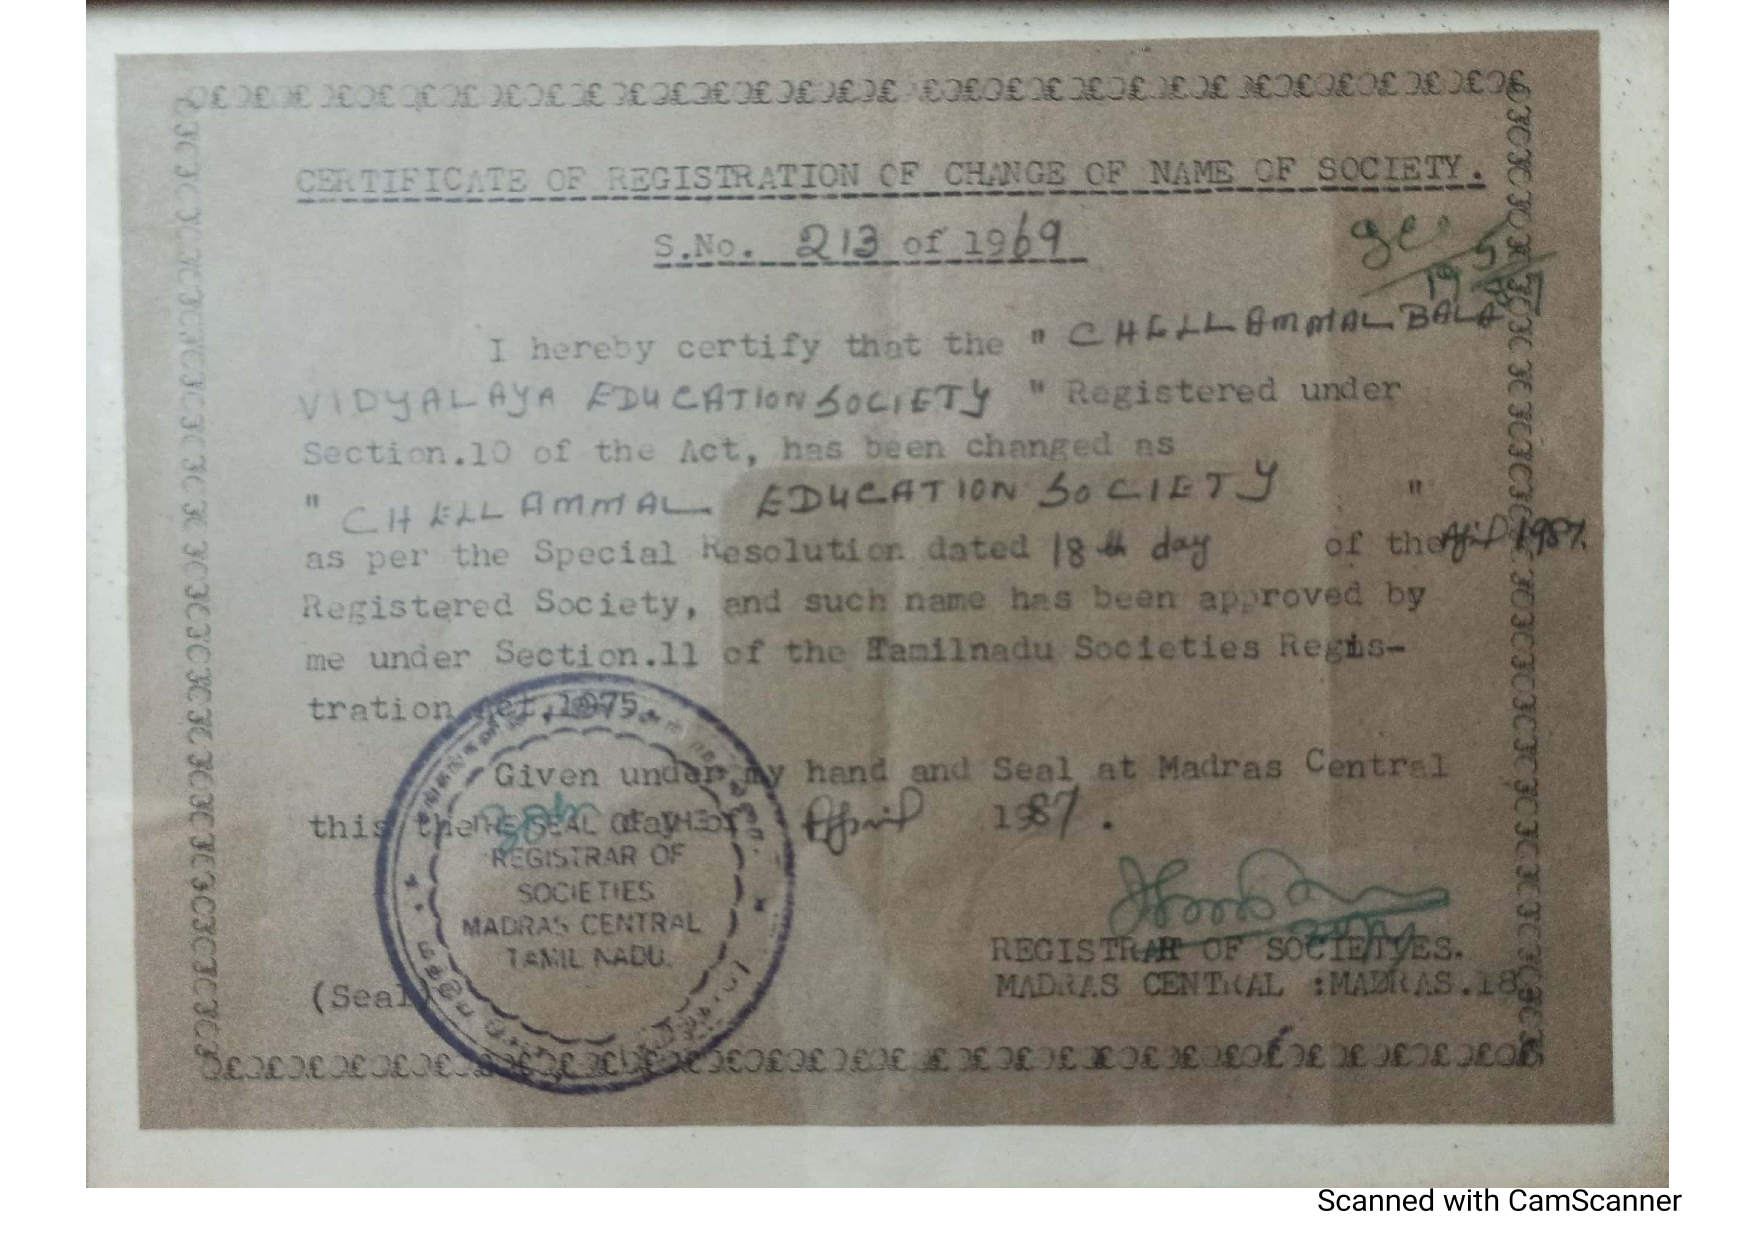 CERTIFICATE OF REGISTRATION OF CHANGE OF NAME OF SOCIETY.
S.No. 213 of 1969
I hereby certify that the " CHELLAMMAL BALA
VIDYALAYA EDUCATION SOCIETY " Registered under
Section.10 of the Act, has been changed as
" CHELLAMMAL EDUCATION SOCIETY "
as per the Special Resolution dated 18th day of the April 1987.
Registered Society, and such name has been approved by
me under Section.11 of the Tamilnadu Societies Regis-
tration Act,1975.
Given under my hand and Seal at Madras Central
this the day of April 1987.
THE SEAL OF THE
REGISTRAR OF
SOCIETIES
MADRAS CENTRAL
TAMIL NADU.
(Seal)
REGISTRAR OF SOCIETIES.
MADRAS CENTRAL :MADRAS.18
Scanned with CamScanner